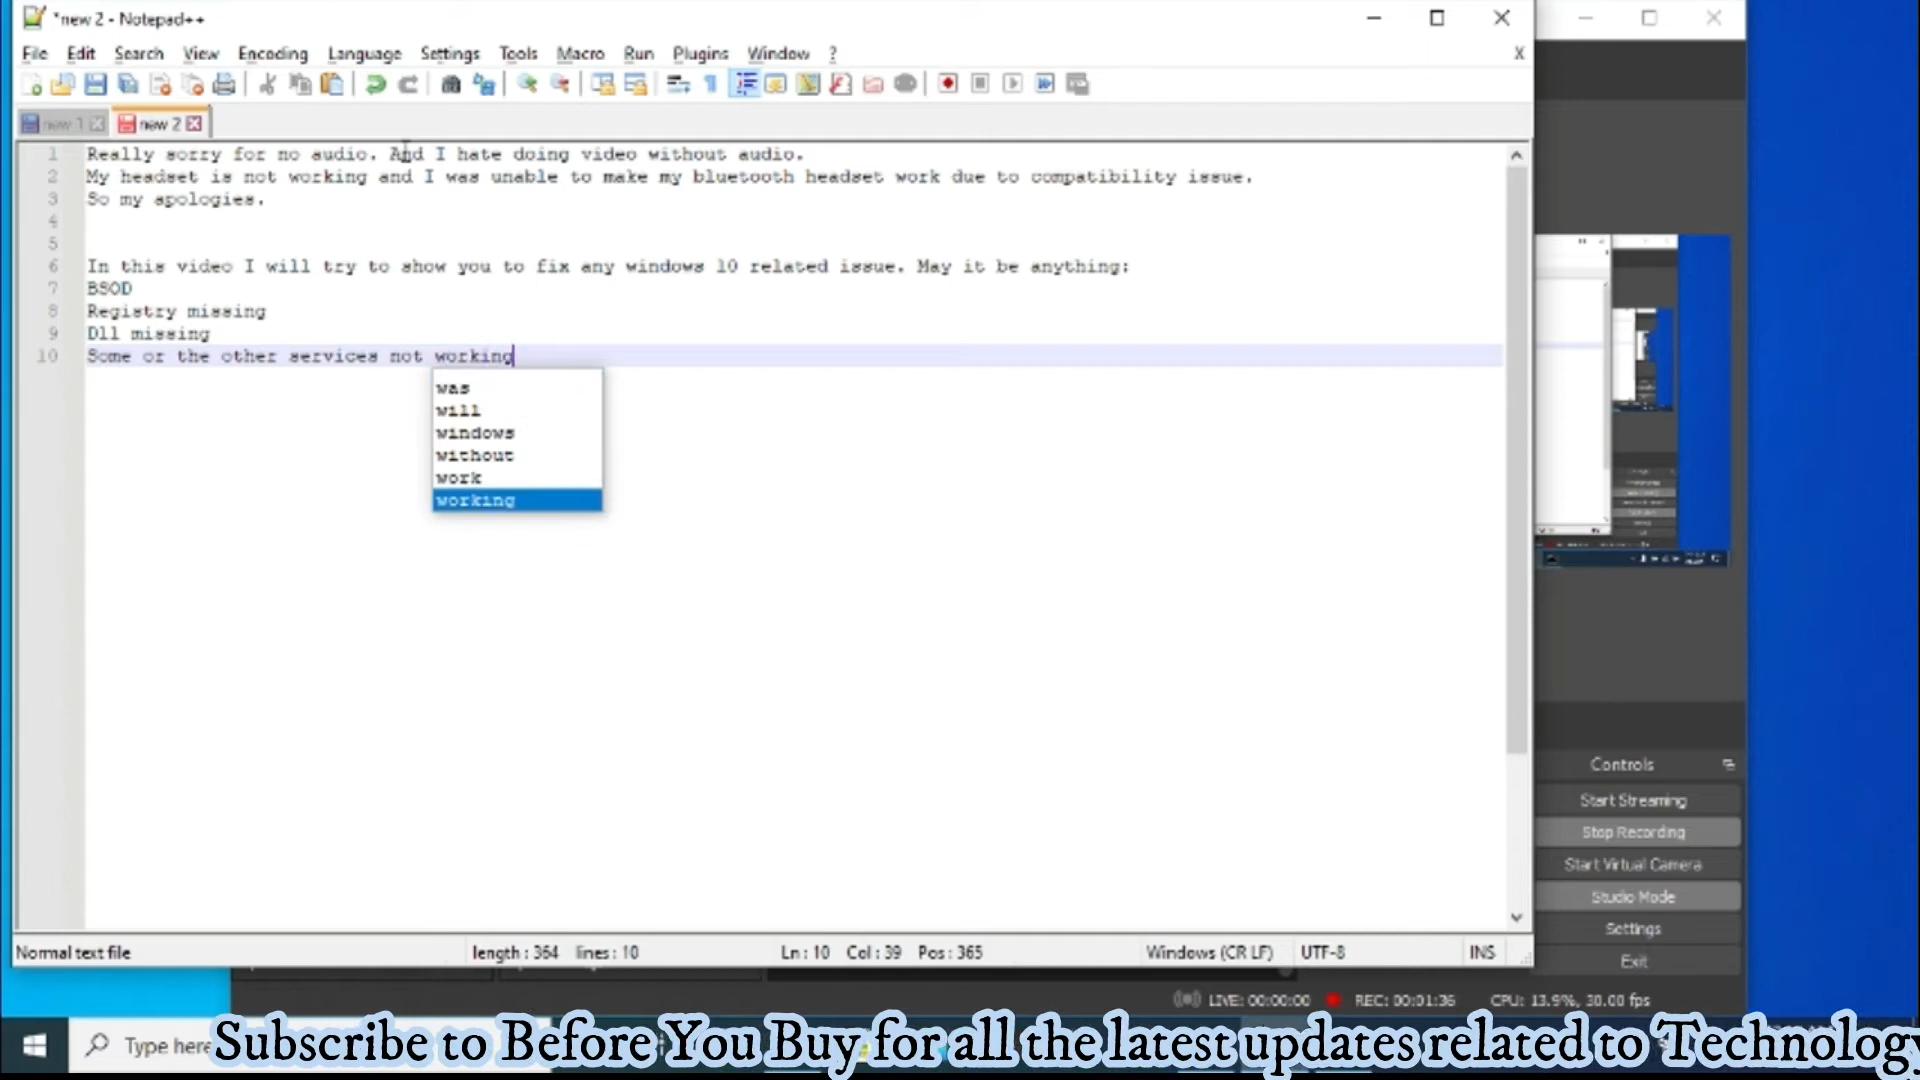 *new 2 - Notepad++
File Edit Search View Encoding Language Settings Tools Macro Run Plugins Window ?
X
new 1 new 2
1 Really sorry for no audio. And I hate doing video without audio.
2 My headset is not working and I was unable to make my bluetooth headset work due to compatibility issue.
3 So my apologies.
4
5
6 In this video I will try to show you to fix any windows 10 related issue. May it be anything:
7 BSOD
8 Registry missing
9 Dll missing
10 Some or the other services not working
was
will
windows
without
work
working
Controls
Start Streaming
Stop Recording
Start Virtual Camera
Studio Mode
Settings
Exit
Normal text file length : 364 lines : 10 Ln : 10 Col : 39 Pos : 365 Windows (CR LF) UTF-8 INS
LIVE: 00:00:00 REC: 00:01:36 CPU: 13.9%, 30.00 fps
Type here
Subscribe to Before You Buy for all the latest updates related to Technology